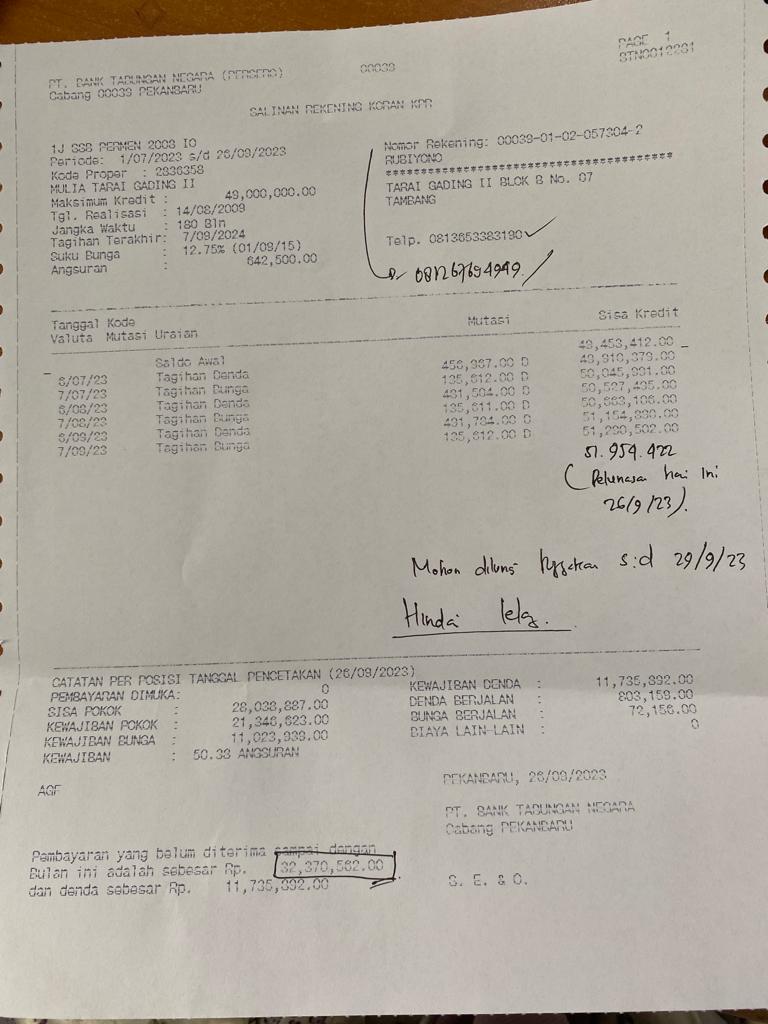 PAGE 1
BTN0012201
PT. BANK TABUNGAN NEGARA (PERSERO) 00039
Cabang 00039 PEKANBARU
SALINAN REKENING KORAN KPR
1J SSB PERMEN 2008 IO
Periode: 1/07/2023 s/d 26/09/2023
Kode Proper : 2836358
MULIA TARAI GADING II
Maksimum Kredit : 49,000,000.00
Tgl. Realisasi : 14/08/2009
Jangka Waktu : 180 Bln
Tagihan Terakhir: 7/09/2024
Suku Bunga : 12.75% (01/09/15)
Angsuran : 642,500.00
Nomor Rekening: 00039-01-02-057304-2
RUBIYONO
****************************************
TARAI GADING II BLOK B No. 07
TAMBANG
Telp. 0813653383190
081267694949
Tanggal Kode
Valuta Mutasi Uraian Mutasi Sisa Kredit
Saldo Awal 49,453,412.00
6/07/23 Tagihan Denda 456,967.00 D 49,910,379.00
7/07/23 Tagihan Bunga 135,612.00 D 50,045,991.00
6/08/23 Tagihan Denda 481,504.00 D 50,527,495.00
7/08/23 Tagihan Bunga 135,611.00 D 50,663,106.00
6/09/23 Tagihan Denda 491,784.00 D 51,154,890.00
7/09/23 Tagihan Bunga 135,612.00 D 51,290,502.00
51.954.422
(Pelunasan hari ini
26/9/23).
Mohon dilunasi s:d 29/9/23
CATATAN PER POSISI TANGGAL PENCETAKAN (26/09/2023)
PEMBAYARAN DIMUKA: 0
SISA POKOK : 28,038,887.00
KEWAJIBAN POKOK : 21,346,623.00
KEWAJIBAN BUNGA : 11,023,939.00
KEWAJIBAN : 50.38 ANGSURAN
KEWAJIBAN DENDA : 11,735,892.00
DENDA BERJALAN : 803,159.00
BUNGA BERJALAN : 72,156.00
BIAYA LAIN-LAIN : 0
AGF
PEKANBARU, 26/09/2023
PT. BANK TABUNGAN NEGARA
Cabang PEKANBARU
Pembayaran yang belum diterima sampai dengan
Bulan ini adalah sebesar Rp. 32,370,562.00
dan denda sebesar Rp. 11,735,892.00
S. E. & O.